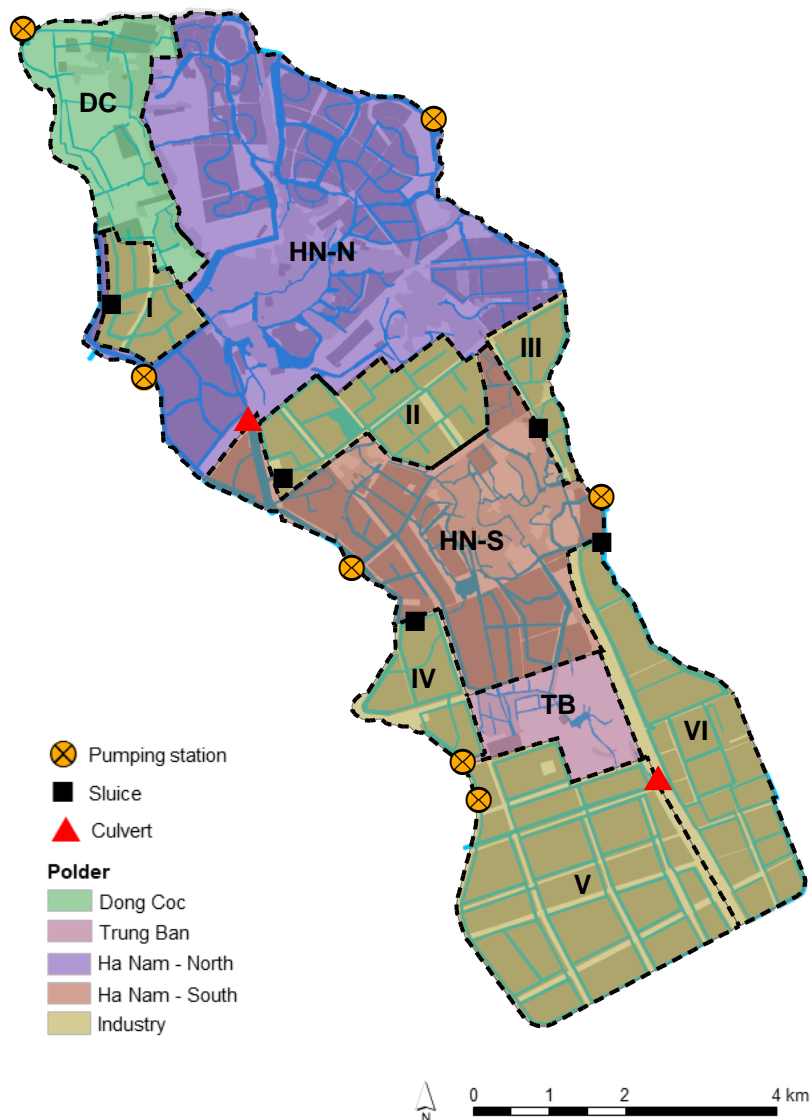 DC
HN-N
I
III
II
HN-S
IV
TB
VI
V
Pumping station
Sluice
Culvert
Polder
Dong Coc
Trung Ban
Ha Nam - North
Ha Nam - South
Industry
N
0 1 2 4 km